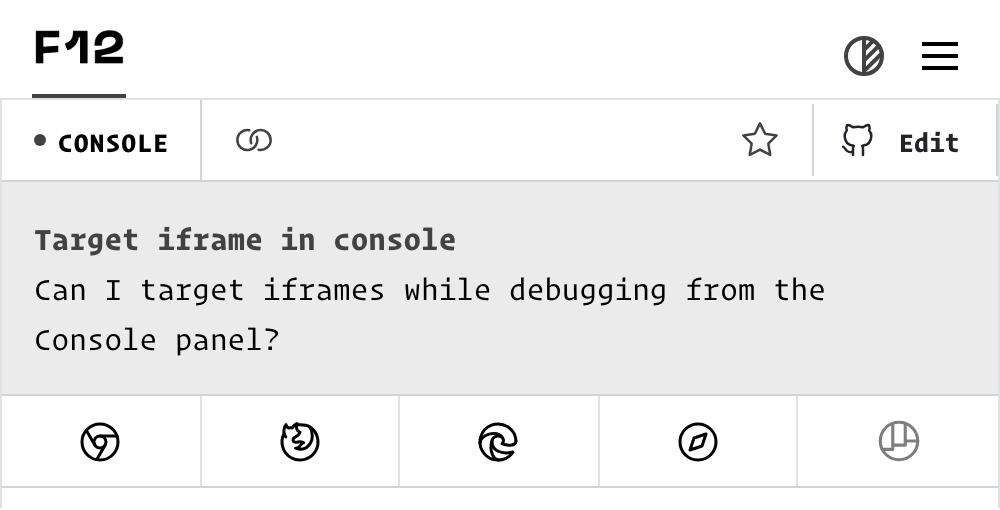 F12
CONSOLE
Edit
Target iframe in console
Can I target iframes while debugging from the
Console panel?